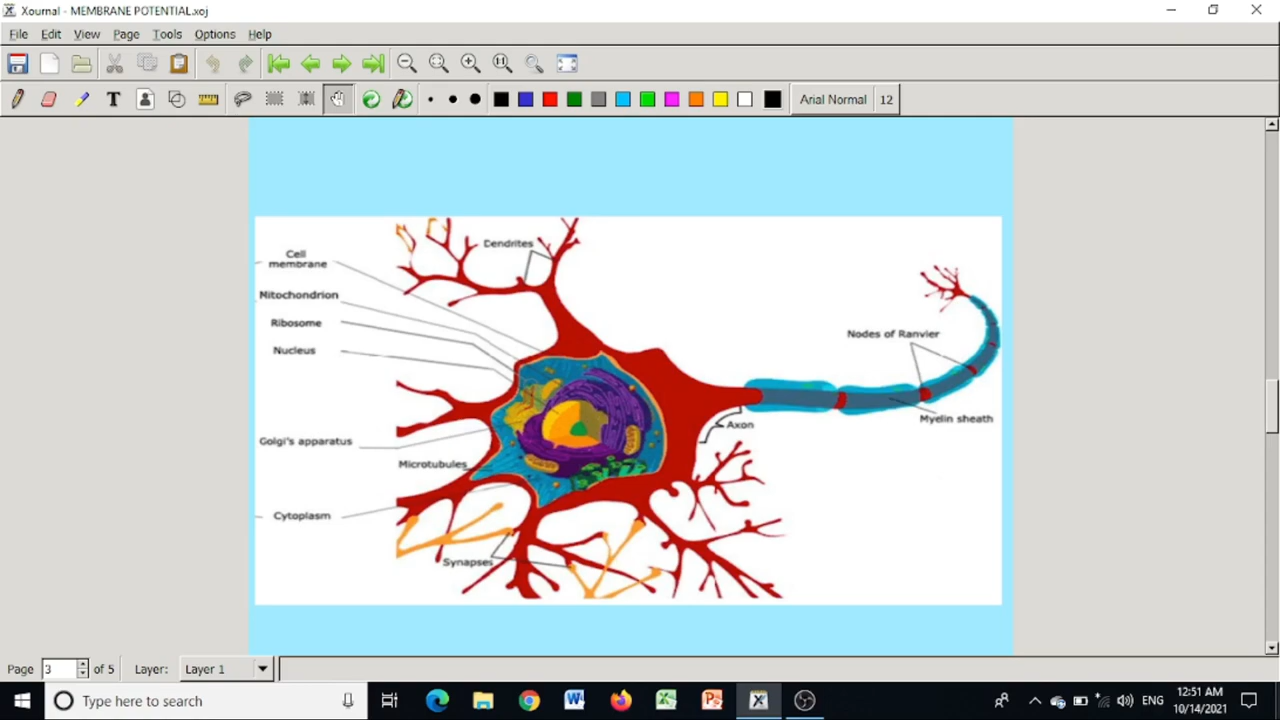 Xournal - MEMBRANE POTENTIAL.xoj
File Edit View Page Tools Options Help
Arial Normal 12
Dendrites
Cell
membrane
Nitochondrion
Ribosome
Nucleus
Nodes of Ranvier
Myelin sheath
Axon
Golgi's apparatus
Microtubules
Cytoplasm
Synapses
Page 3 of 5 Layer: Layer 1
Type here to search
ENG
12:51 AM
10/14/2021